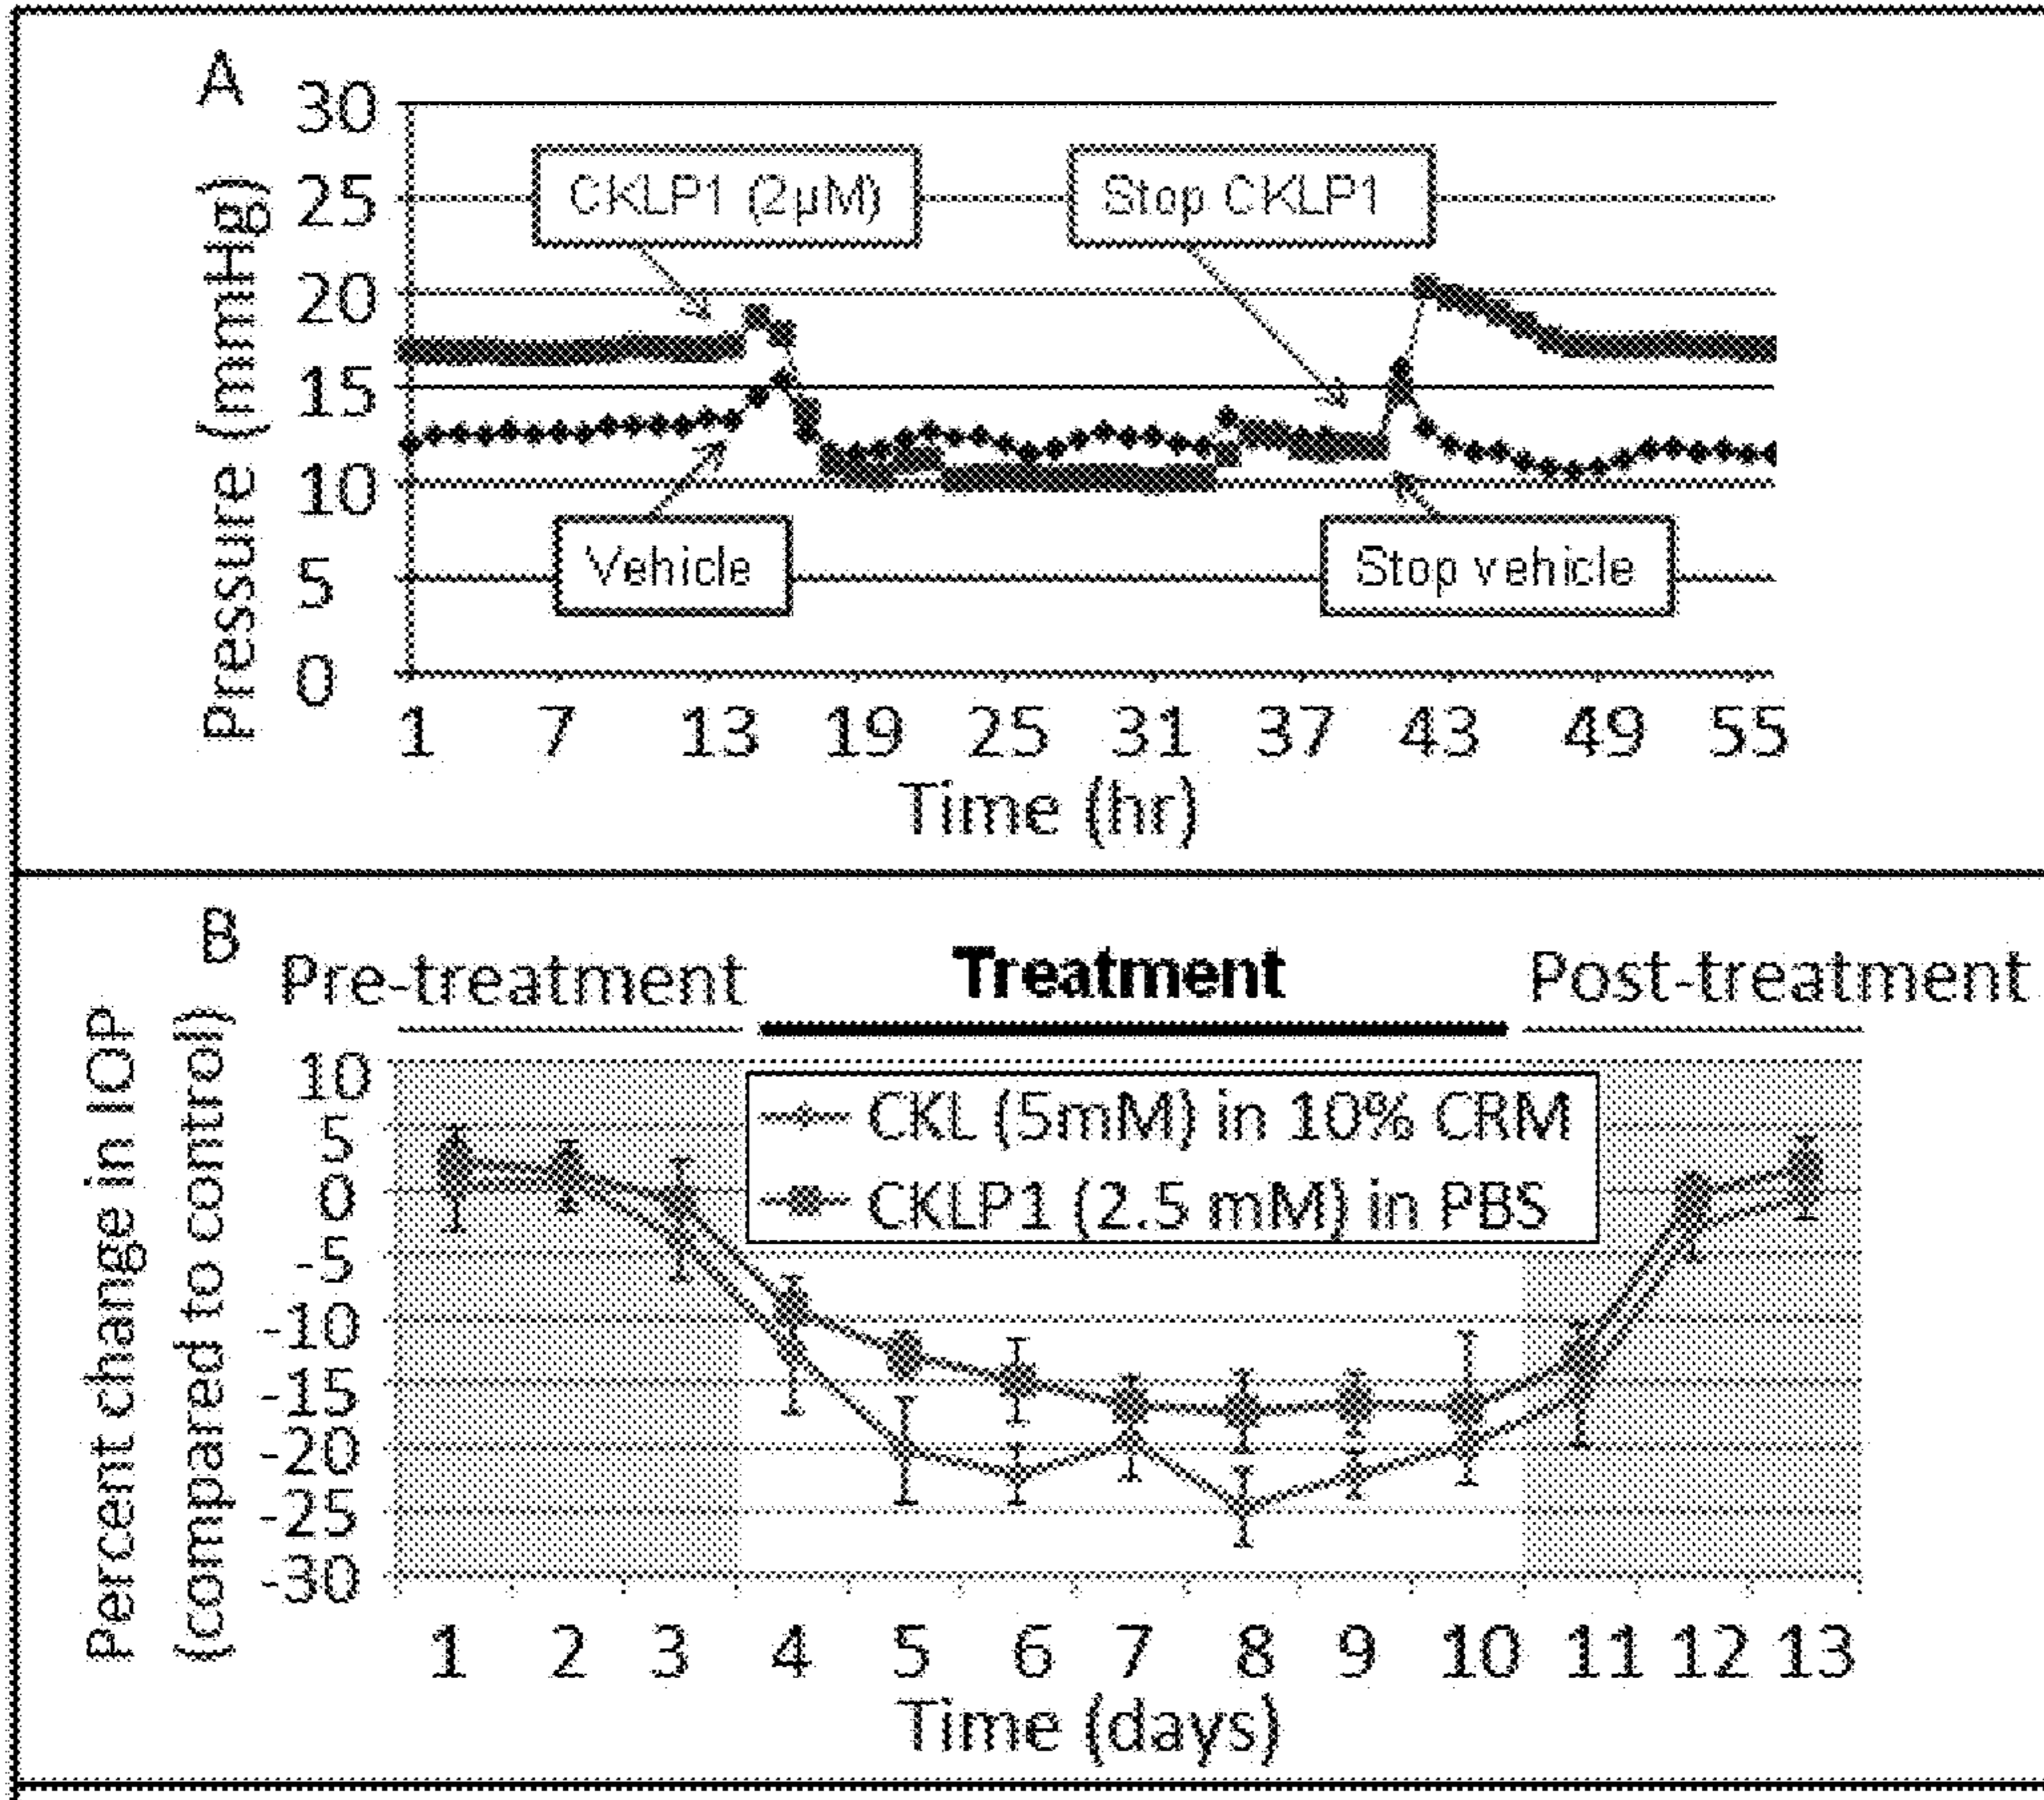 A
30
25
20
15
10
5
0
Pressure (mmHg)
CKLP1 (2µM)
Stop CKLP1
Vehicle
Stop vehicle
1 7 13 19 25 31 37 43 49 55
Time (hr)
B
Pre-treatment Treatment Post-treatment
Percent change in IOP
(compared to control)
10
5
0
-5
-10
-15
-20
-25
-30
CKL (5mM) in 10% CRM
CKLP1 (2.5 mM) in PBS
1 2 3 4 5 6 7 8 9 10 11 12 13
Time (days)